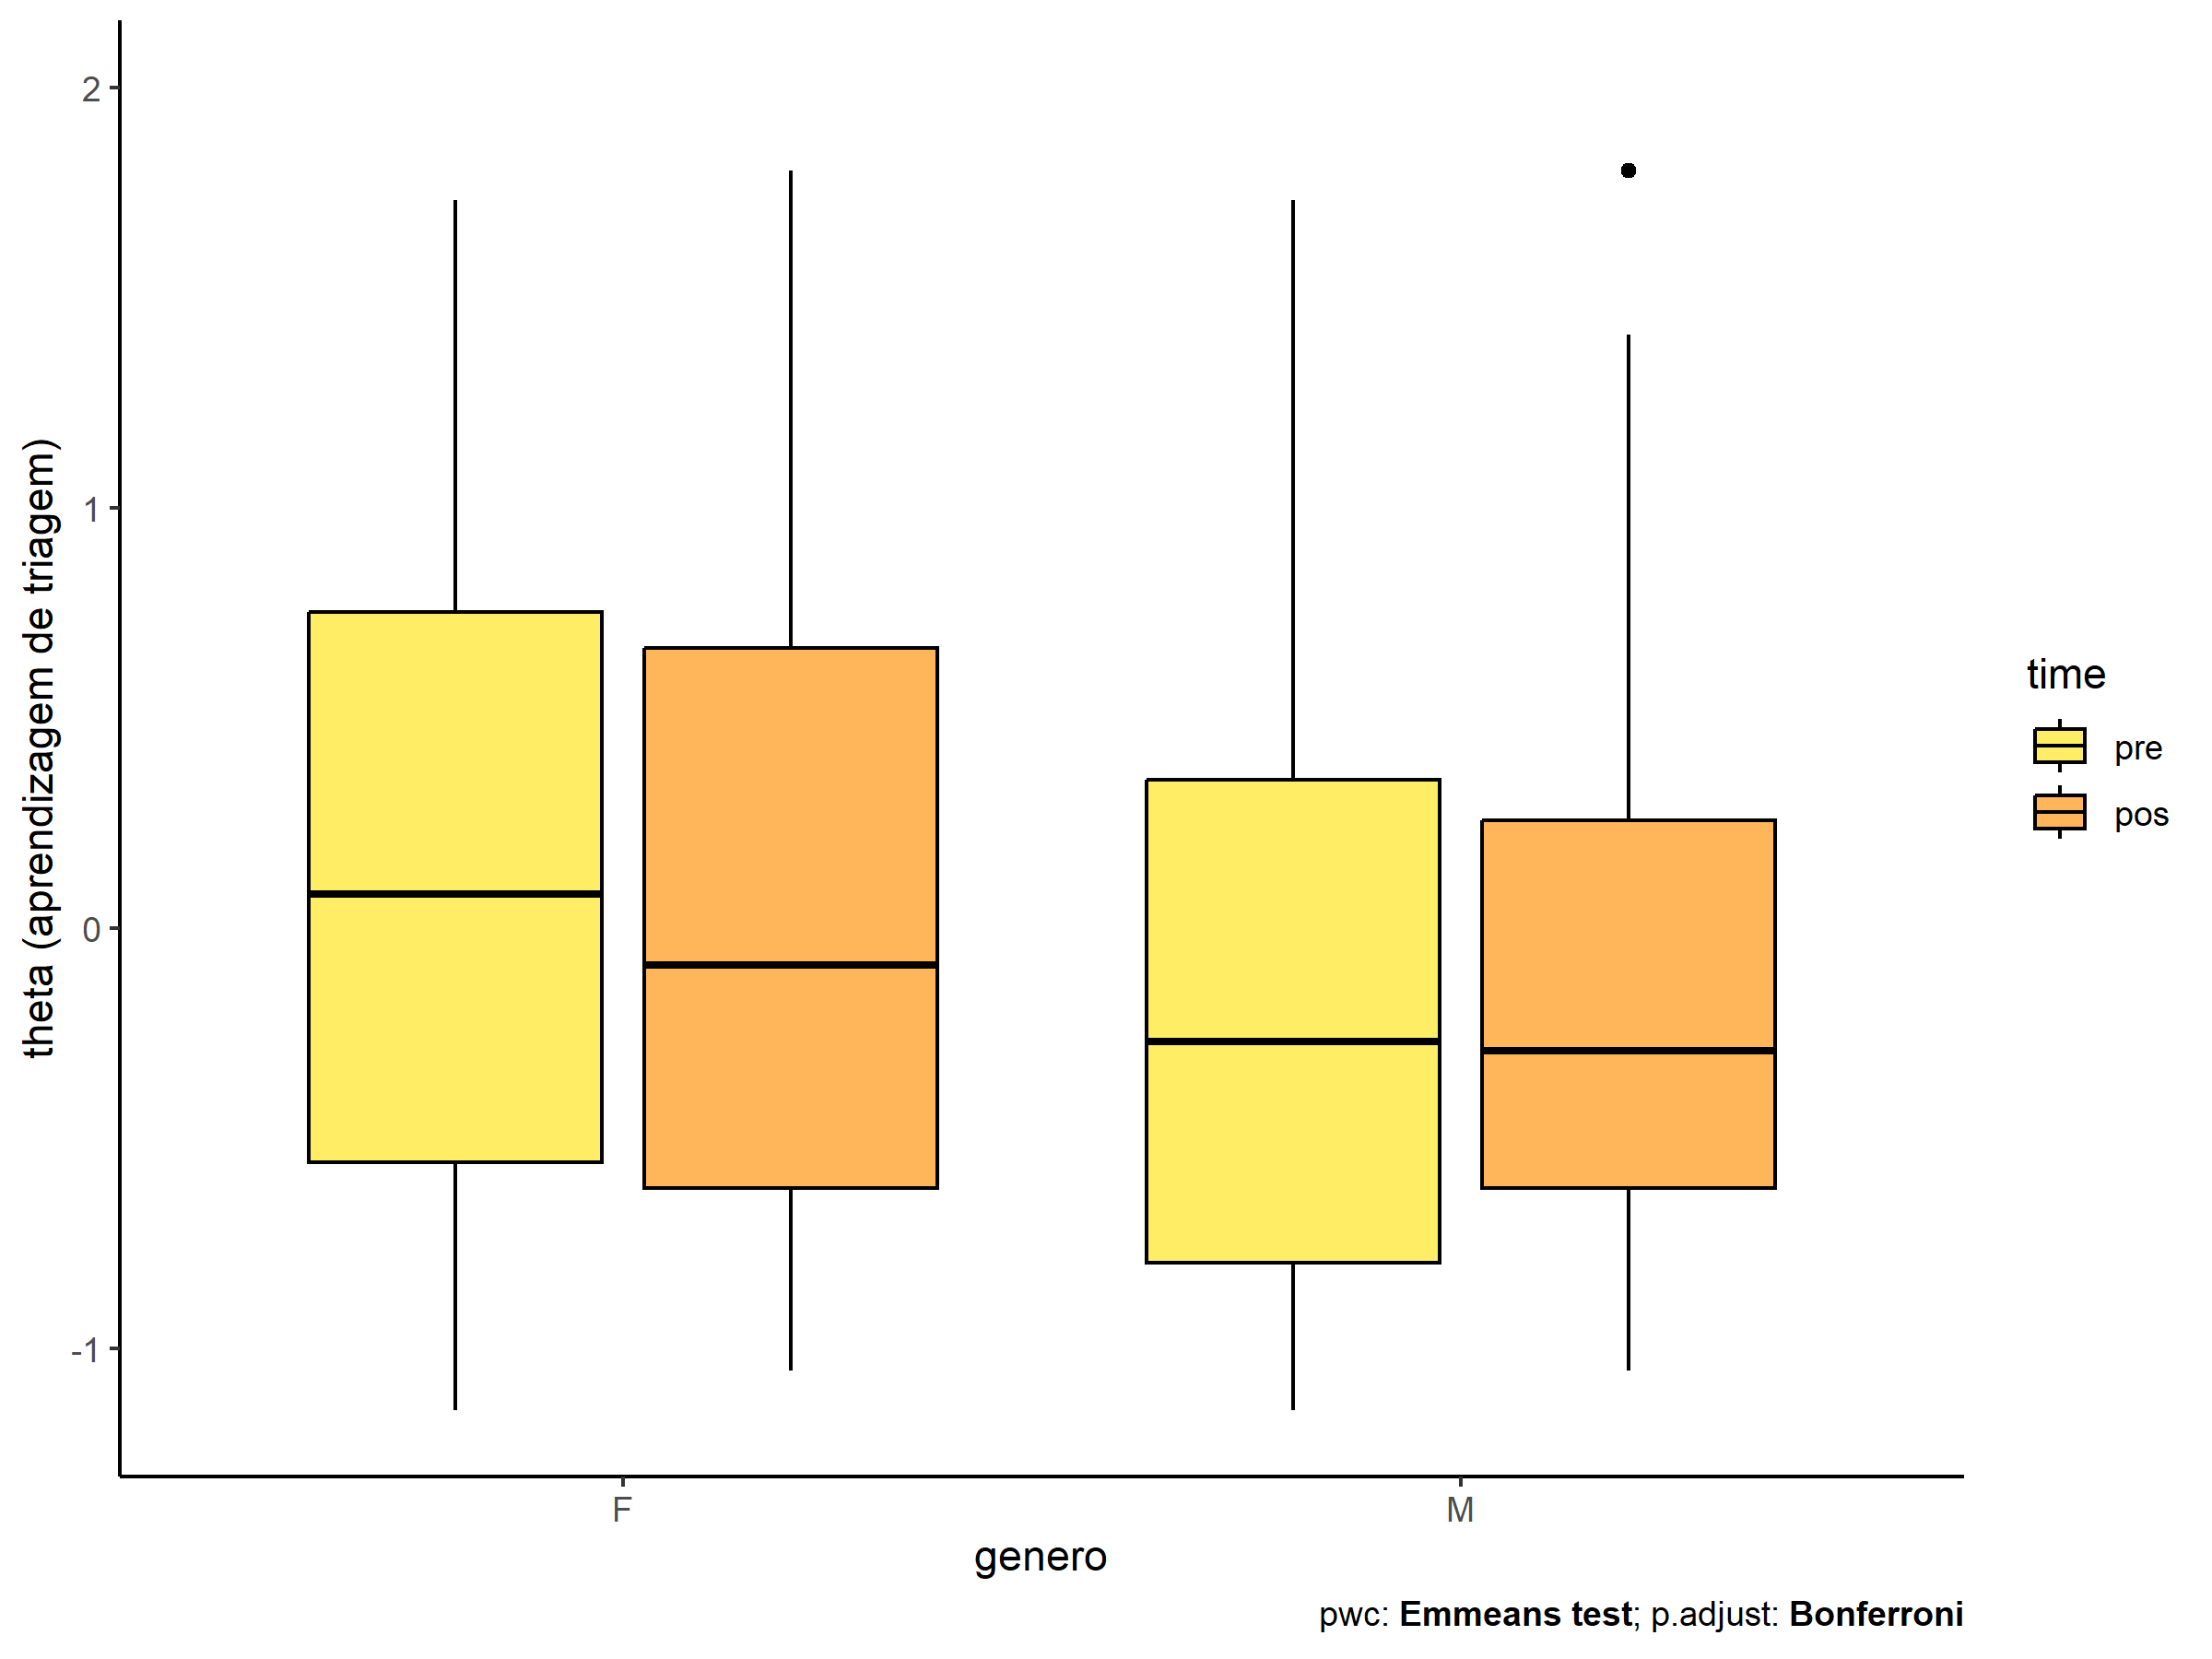 theta (aprendizagem de triagem)
2
1
0
-1
F
M
genero
time
pre
pos
pwc: Emmeans test; p.adjust: Bonferroni